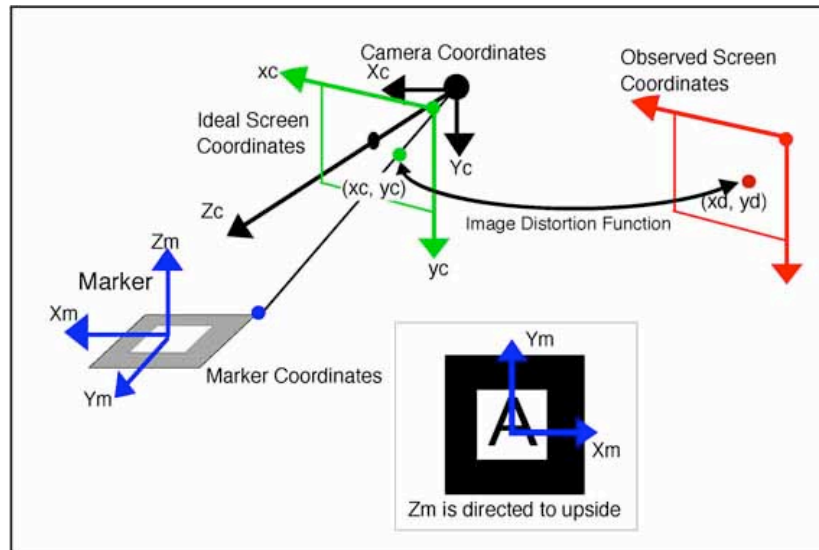 Camera Coordinates
Observed Screen
Coordinates
xc
Xc
Ideal Screen
Coordinates
Yc
(xc, yc)
(xd, yd)
Zc
Image Distortion Function
Zm
yc
Marker
Xm
Ym
Marker Coordinates
Ym
A
Xm
Zm is directed to upside